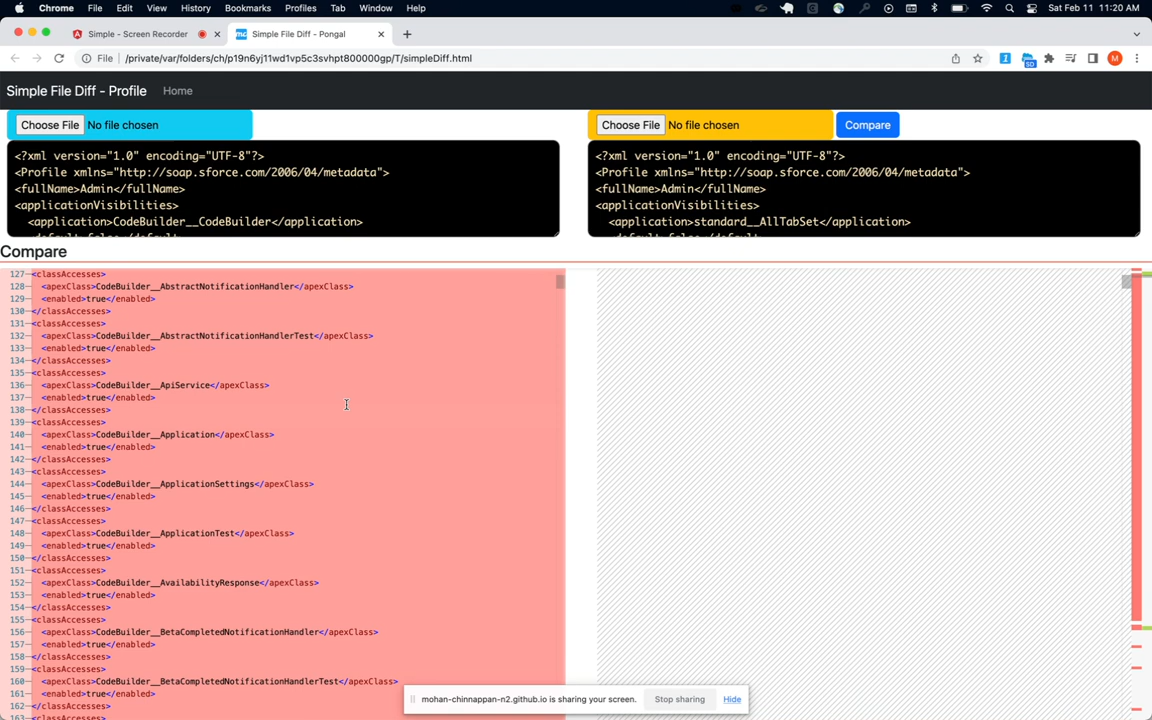 Chrome File Edit View History Bookmarks Profiles Tab Window Help Sat Feb 11 11:20 AM
Simple - Screen Recorder Simple File Diff - Pongal
File /private/var/folders/ch/p19n6yj11wd1vp5c3svhpt800000gp/T/simpleDiff.html
Simple File Diff - Profile Home
Choose File No file chosen
Choose File No file chosen Compare
<?xml version="1.0" encoding="UTF-8"?>
<Profile xmlns="http://soap.sforce.com/2006/04/metadata">
<fullName>Admin</fullName>
<applicationVisibilities>
<application>CodeBuilder__CodeBuilder</application>
<?xml version="1.0" encoding="UTF-8"?>
<Profile xmlns="http://soap.sforce.com/2006/04/metadata">
<fullName>Admin</fullName>
<applicationVisibilities>
<application>standard__AllTabSet</application>
Compare
127 <classAccesses>
128 <apexClass>CodeBuilder__AbstractNotificationHandler</apexClass>
129 <enabled>true</enabled>
130 </classAccesses>
131 <classAccesses>
132 <apexClass>CodeBuilder__AbstractNotificationHandlerTest</apexClass>
133 <enabled>true</enabled>
134 </classAccesses>
135 <classAccesses>
136 <apexClass>CodeBuilder__ApiService</apexClass>
137 <enabled>true</enabled>
138 </classAccesses>
139 <classAccesses>
140 <apexClass>CodeBuilder__Application</apexClass>
141 <enabled>true</enabled>
142 </classAccesses>
143 <classAccesses>
144 <apexClass>CodeBuilder__ApplicationSettings</apexClass>
145 <enabled>true</enabled>
146 </classAccesses>
147 <classAccesses>
148 <apexClass>CodeBuilder__ApplicationTest</apexClass>
149 <enabled>true</enabled>
150 </classAccesses>
151 <classAccesses>
152 <apexClass>CodeBuilder__AvailabilityResponse</apexClass>
153 <enabled>true</enabled>
154 </classAccesses>
155 <classAccesses>
156 <apexClass>CodeBuilder__BetaCompletedNotificationHandler</apexClass>
157 <enabled>true</enabled>
158 </classAccesses>
159 <classAccesses>
160 <apexClass>CodeBuilder__BetaCompletedNotificationHandlerTest</apexClass>
161 <enabled>true</enabled>
162 </classAccesses>
163 <classAccesses>
mohan-chinnappan-n2.github.io is sharing your screen. Stop sharing Hide